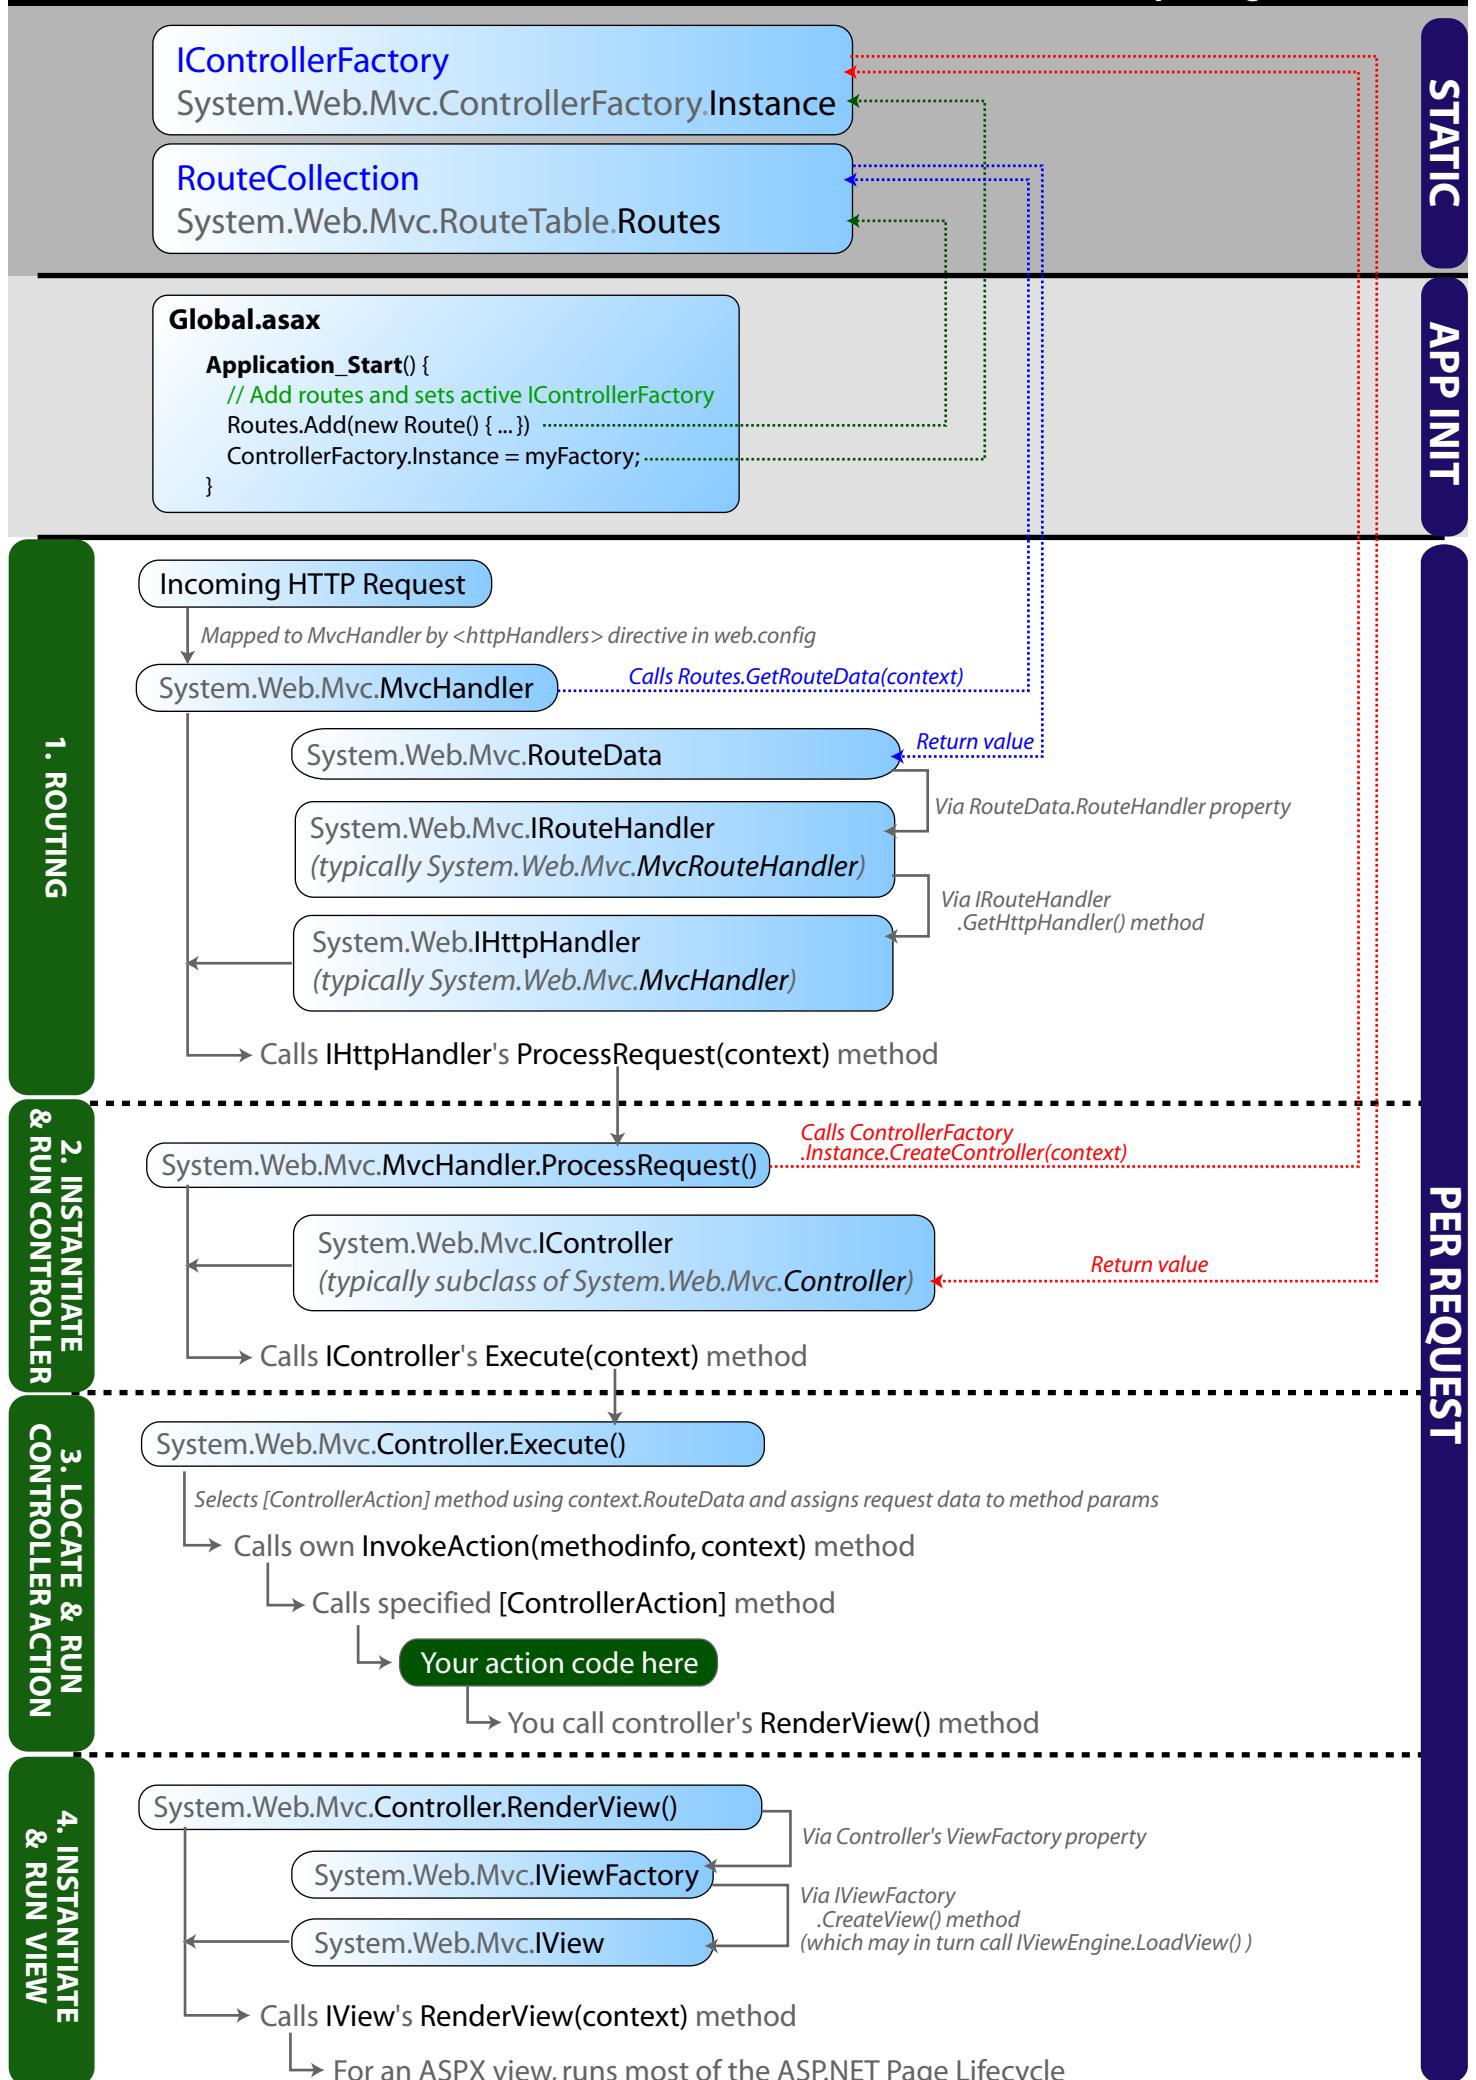 IControllerFactory
System.Web.Mvc.ControllerFactory.Instance
RouteCollection
System.Web.Mvc.RouteTable.Routes
STATIC
Global.asax
Application_Start() {
// Add routes and sets active IControllerFactory
Routes.Add(new Route() { ... })
ControllerFactory.Instance = myFactory;
}
APP INIT
PER REQUEST
1. ROUTING
Incoming HTTP Request
Mapped to MvcHandler by <httpHandlers> directive in web.config
System.Web.Mvc.MvcHandler
Calls Routes.GetRouteData(context)
System.Web.Mvc.RouteData
Return value
Via RouteData.RouteHandler property
System.Web.Mvc.IRouteHandler
(typically System.Web.Mvc.MvcRouteHandler)
Via IRouteHandler
.GetHttpHandler() method
System.Web.IHttpHandler
(typically System.Web.Mvc.MvcHandler)
Calls IHttpHandler's ProcessRequest(context) method
2. INSTANTIATE
& RUN CONTROLLER
System.Web.Mvc.MvcHandler.ProcessRequest()
Calls ControllerFactory
.Instance.CreateController(context)
System.Web.Mvc.IController
(typically subclass of System.Web.Mvc.Controller)
Return value
Calls IController's Execute(context) method
3. LOCATE & RUN
CONTROLLER ACTION
System.Web.Mvc.Controller.Execute()
Selects [ControllerAction] method using context.RouteData and assigns request data to method params
Calls own InvokeAction(methodinfo, context) method
Calls specified [ControllerAction] method
Your action code here
You call controller's RenderView() method
4. INSTANTIATE
& RUN VIEW
System.Web.Mvc.Controller.RenderView()
Via Controller's ViewFactory property
System.Web.Mvc.IViewFactory
Via IViewFactory
.CreateView() method
(which may in turn call IViewEngine.LoadView() )
System.Web.Mvc.IView
Calls IView's RenderView(context) method
For an ASPX view, runs most of the ASP.NET Page Lifecycle